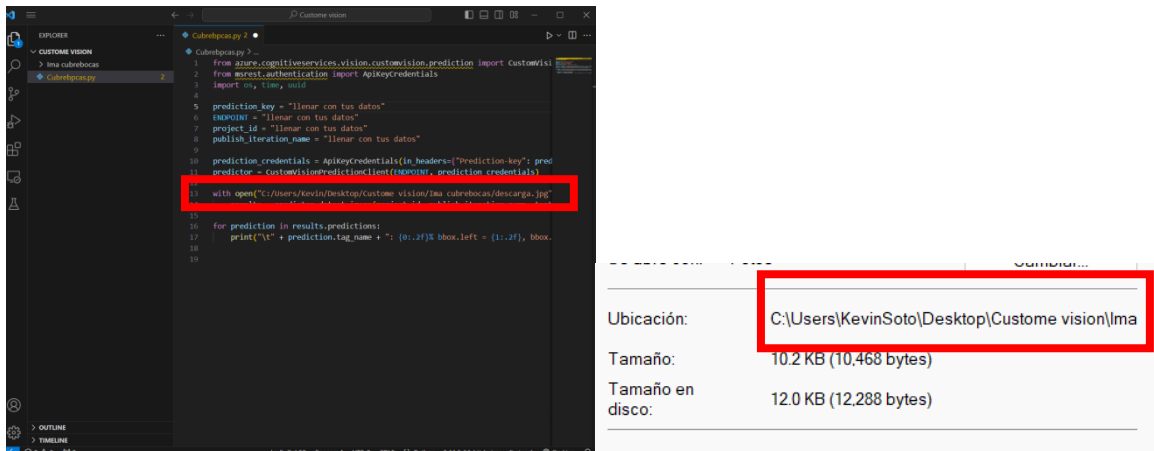 Custome vision
EXPLORER
Cubrebpcas.py 2
CUSTOME VISION
Cubrebpcas.py > ...
Ima cubrebocas
1 from azure.cognitiveservices.vision.customvision.prediction import CustomVisi
Cubrebpcas.py 2
2 from msrest.authentication import ApiKeyCredentials
3 import os, time, uuid
4
5 prediction_key = "llenar con tus datos"
6 ENDPOINT = "llenar con tus datos"
7 project_id = "llenar con tus datos"
8 publish_iteration_name = "llenar con tus datos"
9
10 prediction_credentials = ApiKeyCredentials(in_headers={"Prediction-key": pred
11 predictor = CustomVisionPredictionClient(ENDPOINT, prediction_credentials)
13 with open("C:/Users/Kevin/Desktop/Custome vision/Ima cubrebocas/descarga.jpg"
15
16 for prediction in results.predictions:
17 print("\t" + prediction.tag_name + ": {0:.2f}% bbox.left = {1:.2f}, bbox.
18
19
OUTLINE
TIMELINE
Ubicación: C:\Users\KevinSoto\Desktop\Custome vision\Ima
Tamaño: 10.2 KB (10,468 bytes)
Tamaño en
disco: 12.0 KB (12,288 bytes)